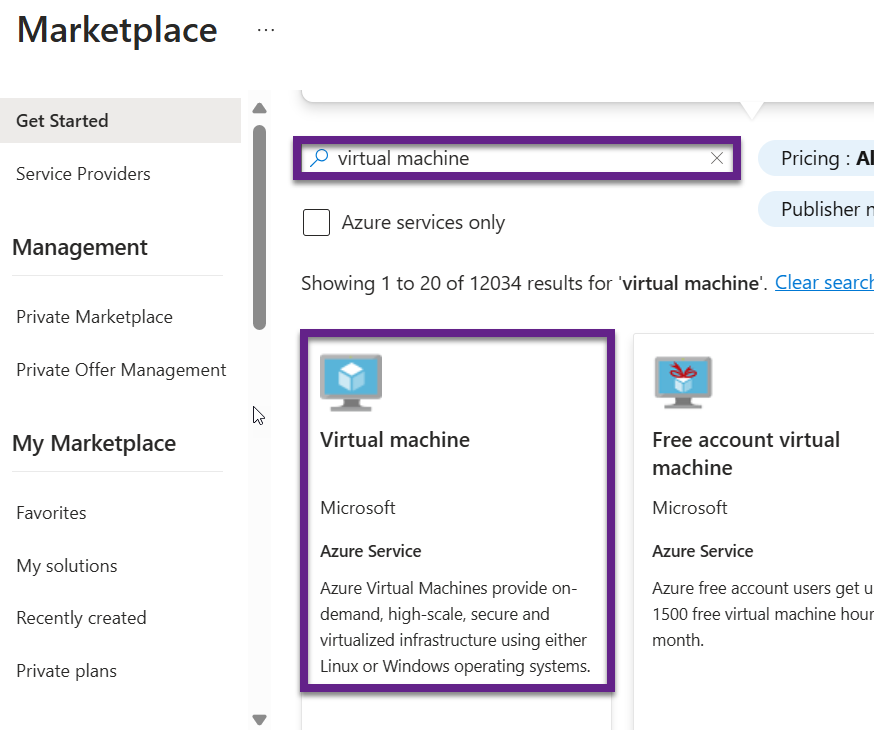 Marketplace ...
Get Started
Service Providers
Management
Private Marketplace
Private Offer Management
My Marketplace
Favorites
My solutions
Recently created
Private plans
virtual machine
Pricing : Al
Publisher n
Azure services only
Showing 1 to 20 of 12034 results for 'virtual machine'. Clear search
Virtual machine
Microsoft
Azure Service
Azure Virtual Machines provide on-
demand, high-scale, secure and
virtualized infrastructure using either
Linux or Windows operating systems.
Free account virtual
machine
Microsoft
Azure Service
Azure free account users get u
1500 free virtual machine hour
month.